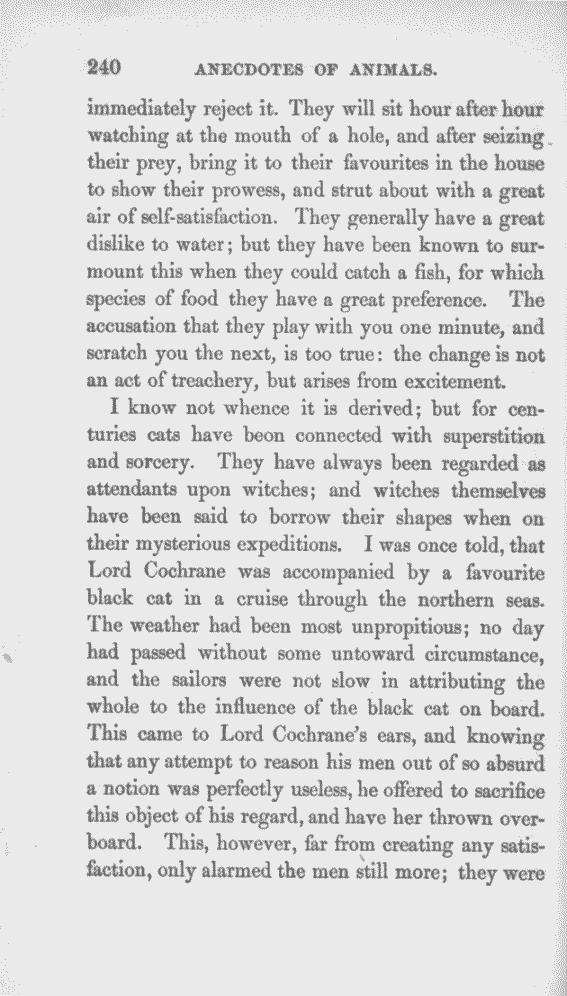 240 ANECDOTES OF ANIMALS.
immediately reject it. They will sit hour after hour
watching at the mouth of a hole, and after seizing
their prey, bring it to their favourites in the house
to show their prowess, and strut about with a great
air of self-satisfaction. They generally have a great
dislike to water; but they have been known to sur-
mount this when they could catch a fish, for which
species of food they have a great preference. The
accusation that they play with you one minute, and
scratch you the next, is too true: the change is not
an act of treachery, but arises from excitement.
I know not whence it is derived; but for cen-
turies cats have beon connected with superstition
and sorcery. They have always been regarded as
attendants upon witches; and witches themselves
have been said to borrow their shapes when on
their mysterious expeditions. I was once told, that
Lord Cochrane was accompanied by a favourite
black cat in a cruise through the northern seas.
The weather had been most unpropitious; no day
had passed without some untoward circumstance,
and the sailors were not slow in attributing the
whole to the influence of the black cat on board.
This came to Lord Cochrane's ears, and knowing
that any attempt to reason his men out of so absurd
a notion was perfectly useless, he offered to sacrifice
this object of his regard, and have her thrown over-
board. This, however, far from creating any satis-
faction, only alarmed the men still more; they were